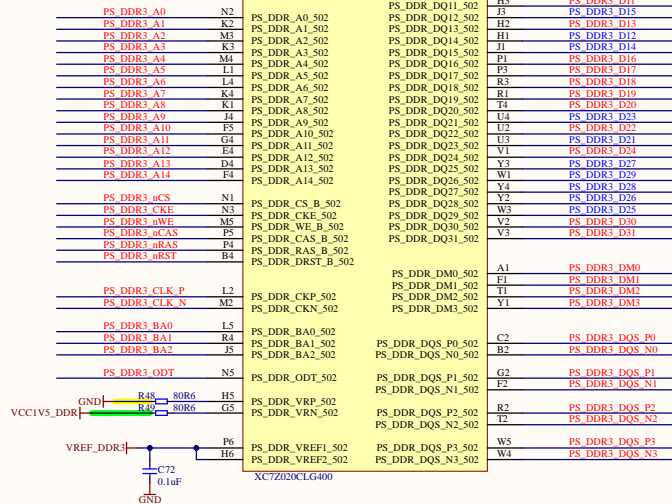 PS_DDR3_A0 N2 PS_DDR_A0_502
PS_DDR3_A1 K2 PS_DDR_A1_502
PS_DDR3_A2 M3 PS_DDR_A2_502
PS_DDR3_A3 K3 PS_DDR_A3_502
PS_DDR3_A4 M4 PS_DDR_A4_502
PS_DDR3_A5 L1 PS_DDR_A5_502
PS_DDR3_A6 L4 PS_DDR_A6_502
PS_DDR3_A7 K4 PS_DDR_A7_502
PS_DDR3_A8 K1 PS_DDR_A8_502
PS_DDR3_A9 J4 PS_DDR_A9_502
PS_DDR3_A10 F5 PS_DDR_A10_502
PS_DDR3_A11 G4 PS_DDR_A11_502
PS_DDR3_A12 E4 PS_DDR_A12_502
PS_DDR3_A13 D4 PS_DDR_A13_502
PS_DDR3_A14 F4 PS_DDR_A14_502
PS_DDR3_nCS N1 PS_DDR_CS_B_502
PS_DDR3_CKE N3 PS_DDR_CKE_502
PS_DDR3_nWE M5 PS_DDR_WE_B_502
PS_DDR3_nCAS P5 PS_DDR_CAS_B_502
PS_DDR3_nRAS P4 PS_DDR_RAS_B_502
PS_DDR3_nRST B4 PS_DDR_DRST_B_502
PS_DDR3_CLK_P L2 PS_DDR_CKP_502
PS_DDR3_CLK_N M2 PS_DDR_CKN_502
PS_DDR3_BA0 L5 PS_DDR_BA0_502
PS_DDR3_BA1 R4 PS_DDR_BA1_502
PS_DDR3_BA2 J5 PS_DDR_BA2_502
PS_DDR3_ODT N5 PS_DDR_ODT_502
GND R48 80R6 H5 PS_DDR_VRP_502
VCC1V5_DDR R49 80R6 G5 PS_DDR_VRN_502
VREF_DDR3 P6 PS_DDR_VREF1_502
H6 PS_DDR_VREF2_502
C72
0.1uF
GND
PS_DDR_DQ11_502 H3 PS_DDR3_D11
PS_DDR_DQ12_502 J3 PS_DDR3_D15
PS_DDR_DQ13_502 H2 PS_DDR3_D13
PS_DDR_DQ14_502 H1 PS_DDR3_D12
PS_DDR_DQ15_502 J1 PS_DDR3_D14
PS_DDR_DQ16_502 P1 PS_DDR3_D16
PS_DDR_DQ17_502 P3 PS_DDR3_D17
PS_DDR_DQ18_502 R3 PS_DDR3_D18
PS_DDR_DQ19_502 R1 PS_DDR3_D19
PS_DDR_DQ20_502 T4 PS_DDR3_D20
PS_DDR_DQ21_502 U4 PS_DDR3_D23
PS_DDR_DQ22_502 U2 PS_DDR3_D22
PS_DDR_DQ23_502 U3 PS_DDR3_D21
PS_DDR_DQ24_502 V1 PS_DDR3_D24
PS_DDR_DQ25_502 Y3 PS_DDR3_D27
PS_DDR_DQ26_502 W1 PS_DDR3_D29
PS_DDR_DQ27_502 Y4 PS_DDR3_D28
PS_DDR_DQ28_502 Y2 PS_DDR3_D26
PS_DDR_DQ29_502 W3 PS_DDR3_D25
PS_DDR_DQ30_502 V2 PS_DDR3_D30
PS_DDR_DQ31_502 V3 PS_DDR3_D31
PS_DDR_DM0_502 A1 PS_DDR3_DM0
PS_DDR_DM1_502 F1 PS_DDR3_DM1
PS_DDR_DM2_502 T1 PS_DDR3_DM2
PS_DDR_DM3_502 Y1 PS_DDR3_DM3
PS_DDR_DQS_P0_502 C2 PS_DDR3_DQS_P0
PS_DDR_DQS_N0_502 B2 PS_DDR3_DQS_N0
PS_DDR_DQS_P1_502 G2 PS_DDR3_DQS_P1
PS_DDR_DQS_N1_502 F2 PS_DDR3_DQS_N1
PS_DDR_DQS_P2_502 R2 PS_DDR3_DQS_P2
PS_DDR_DQS_N2_502 T2 PS_DDR3_DQS_N2
PS_DDR_DQS_P3_502 W5 PS_DDR3_DQS_P3
PS_DDR_DQS_N3_502 W4 PS_DDR3_DQS_N3
XC7Z020CLG400